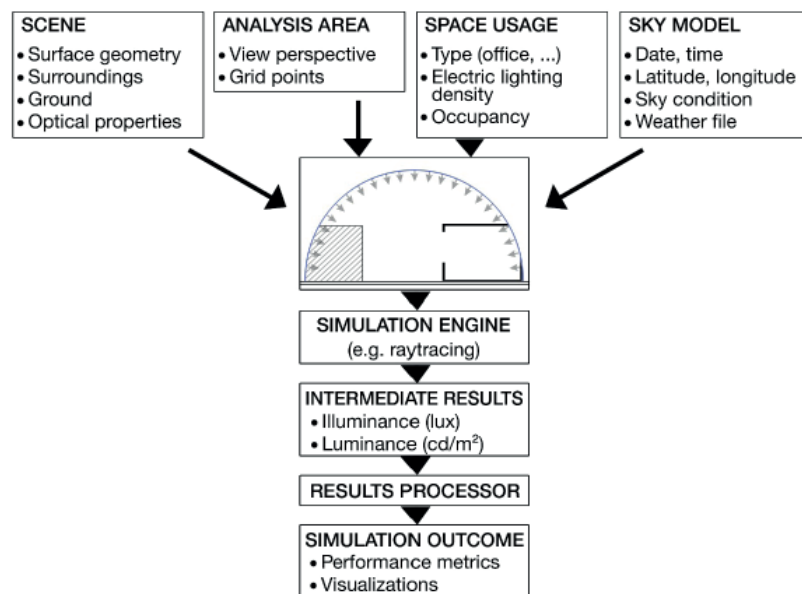 SCENE
• Surface geometry
• Surroundings
• Ground
• Optical properties
ANALYSIS AREA
• View perspective
• Grid points
SPACE USAGE
• Type (office, ...)
• Electric lighting
density
• Occupancy
SKY MODEL
• Date, time
• Latitude, longitude
• Sky condition
• Weather file
SIMULATION ENGINE
(e.g. raytracing)
INTERMEDIATE RESULTS
• Illuminance (lux)
• Luminance (cd/m²)
RESULTS PROCESSOR
SIMULATION OUTCOME
• Performance metrics
• Visualizations